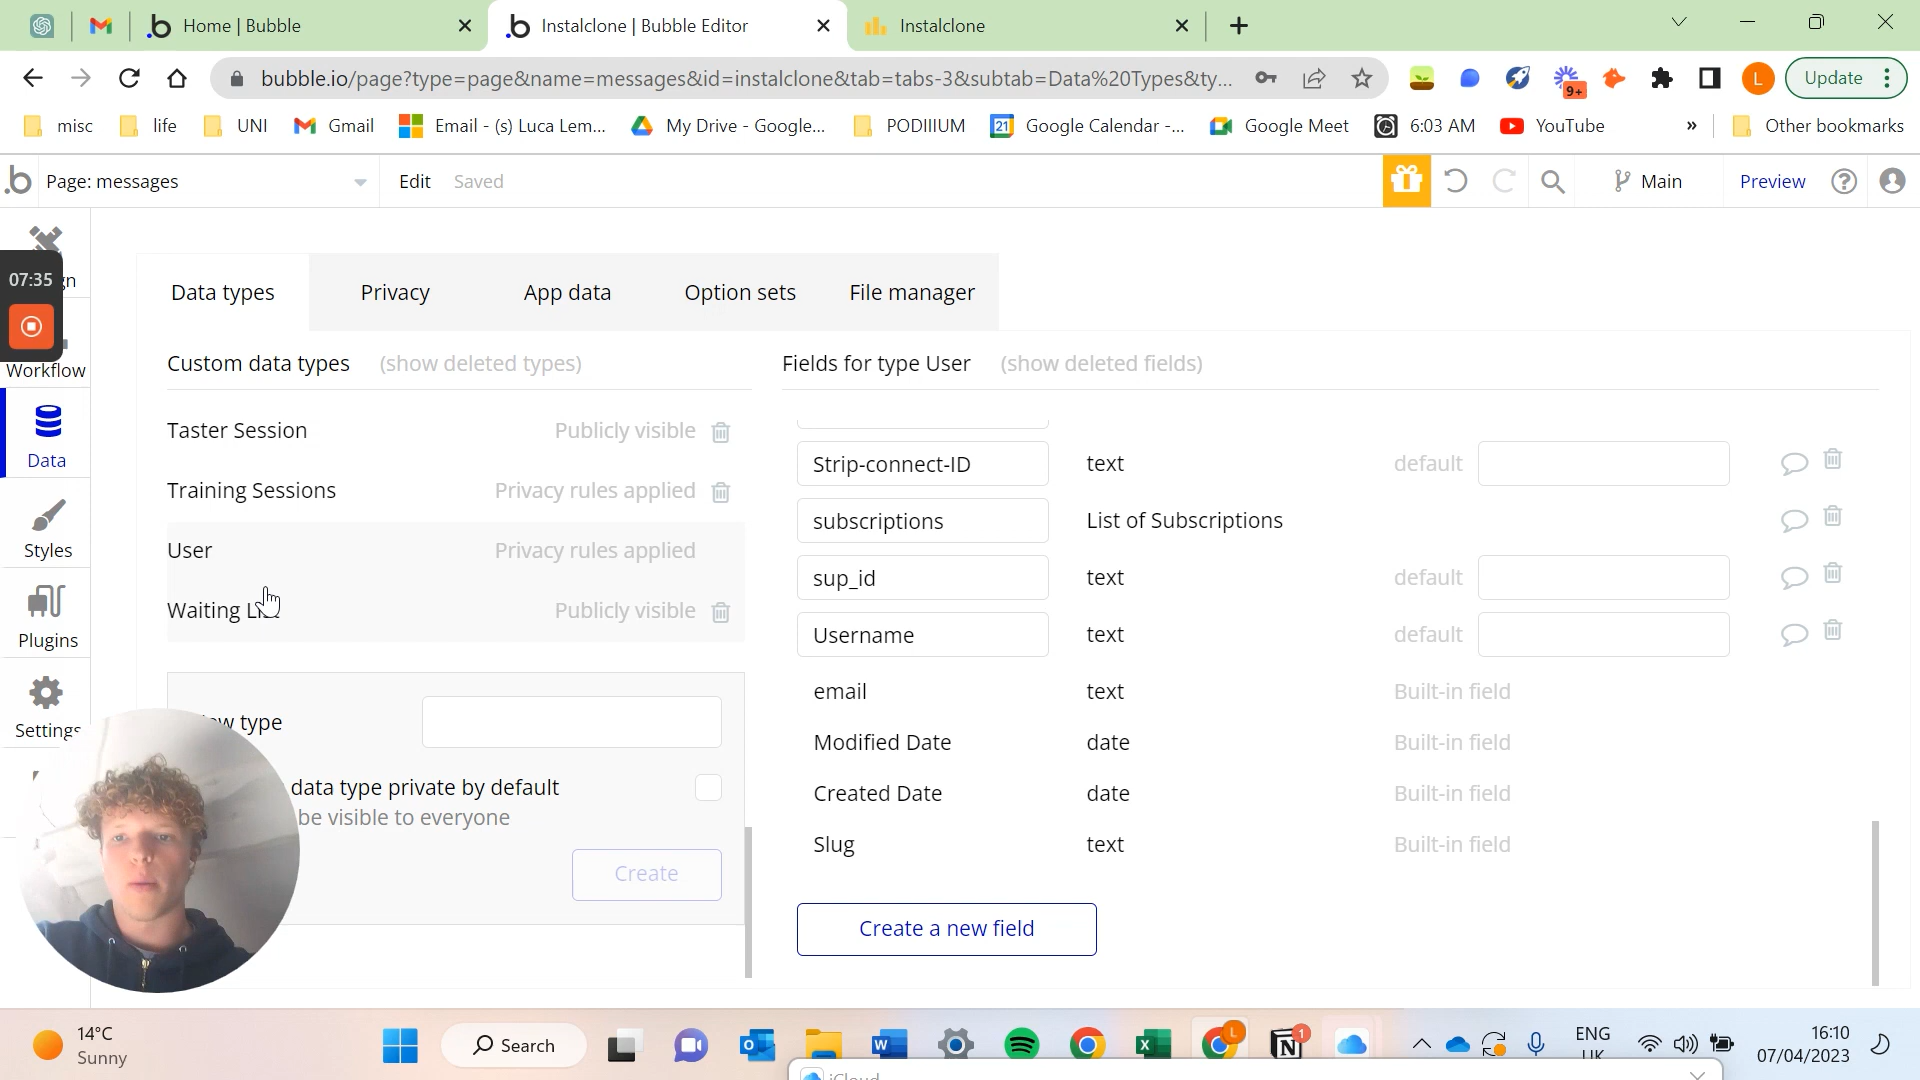 Home | Bubble
Instalclone | Bubble Editor
Instalclone
bubble.io/page?type=page&name=messages&id=instalclone&tab=tabs-3&subtab=Data%20Types&ty...
9+
L
Update
misc
life
UNI
Gmail
Email - (s) Luca Lem...
My Drive - Google...
PODIIIUM
21
Google Calendar -...
Google Meet
6:03 AM
YouTube
»
Other bookmarks
Page: messages
Edit
Saved
Main
Preview
07:35
Workflow
Data
Styles
Plugins
Settings
Data types
Privacy
App data
Option sets
File manager
Custom data types
(show deleted types)
Fields for type User
(show deleted fields)
Taster Session
Publicly visible
Training Sessions
Privacy rules applied
User
Privacy rules applied
Waiting
Publicly visible
type
data type private by default
be visible to everyone
Create
Strip-connect-ID
text
default
subscriptions
List of Subscriptions
sup_id
text
default
Username
text
default
email
text
Built-in field
Modified Date
date
Built-in field
Created Date
date
Built-in field
Slug
text
Built-in field
Create a new field
14°C
Sunny
Search
L
1
ENG
UK
16:10
07/04/2023
iCloud